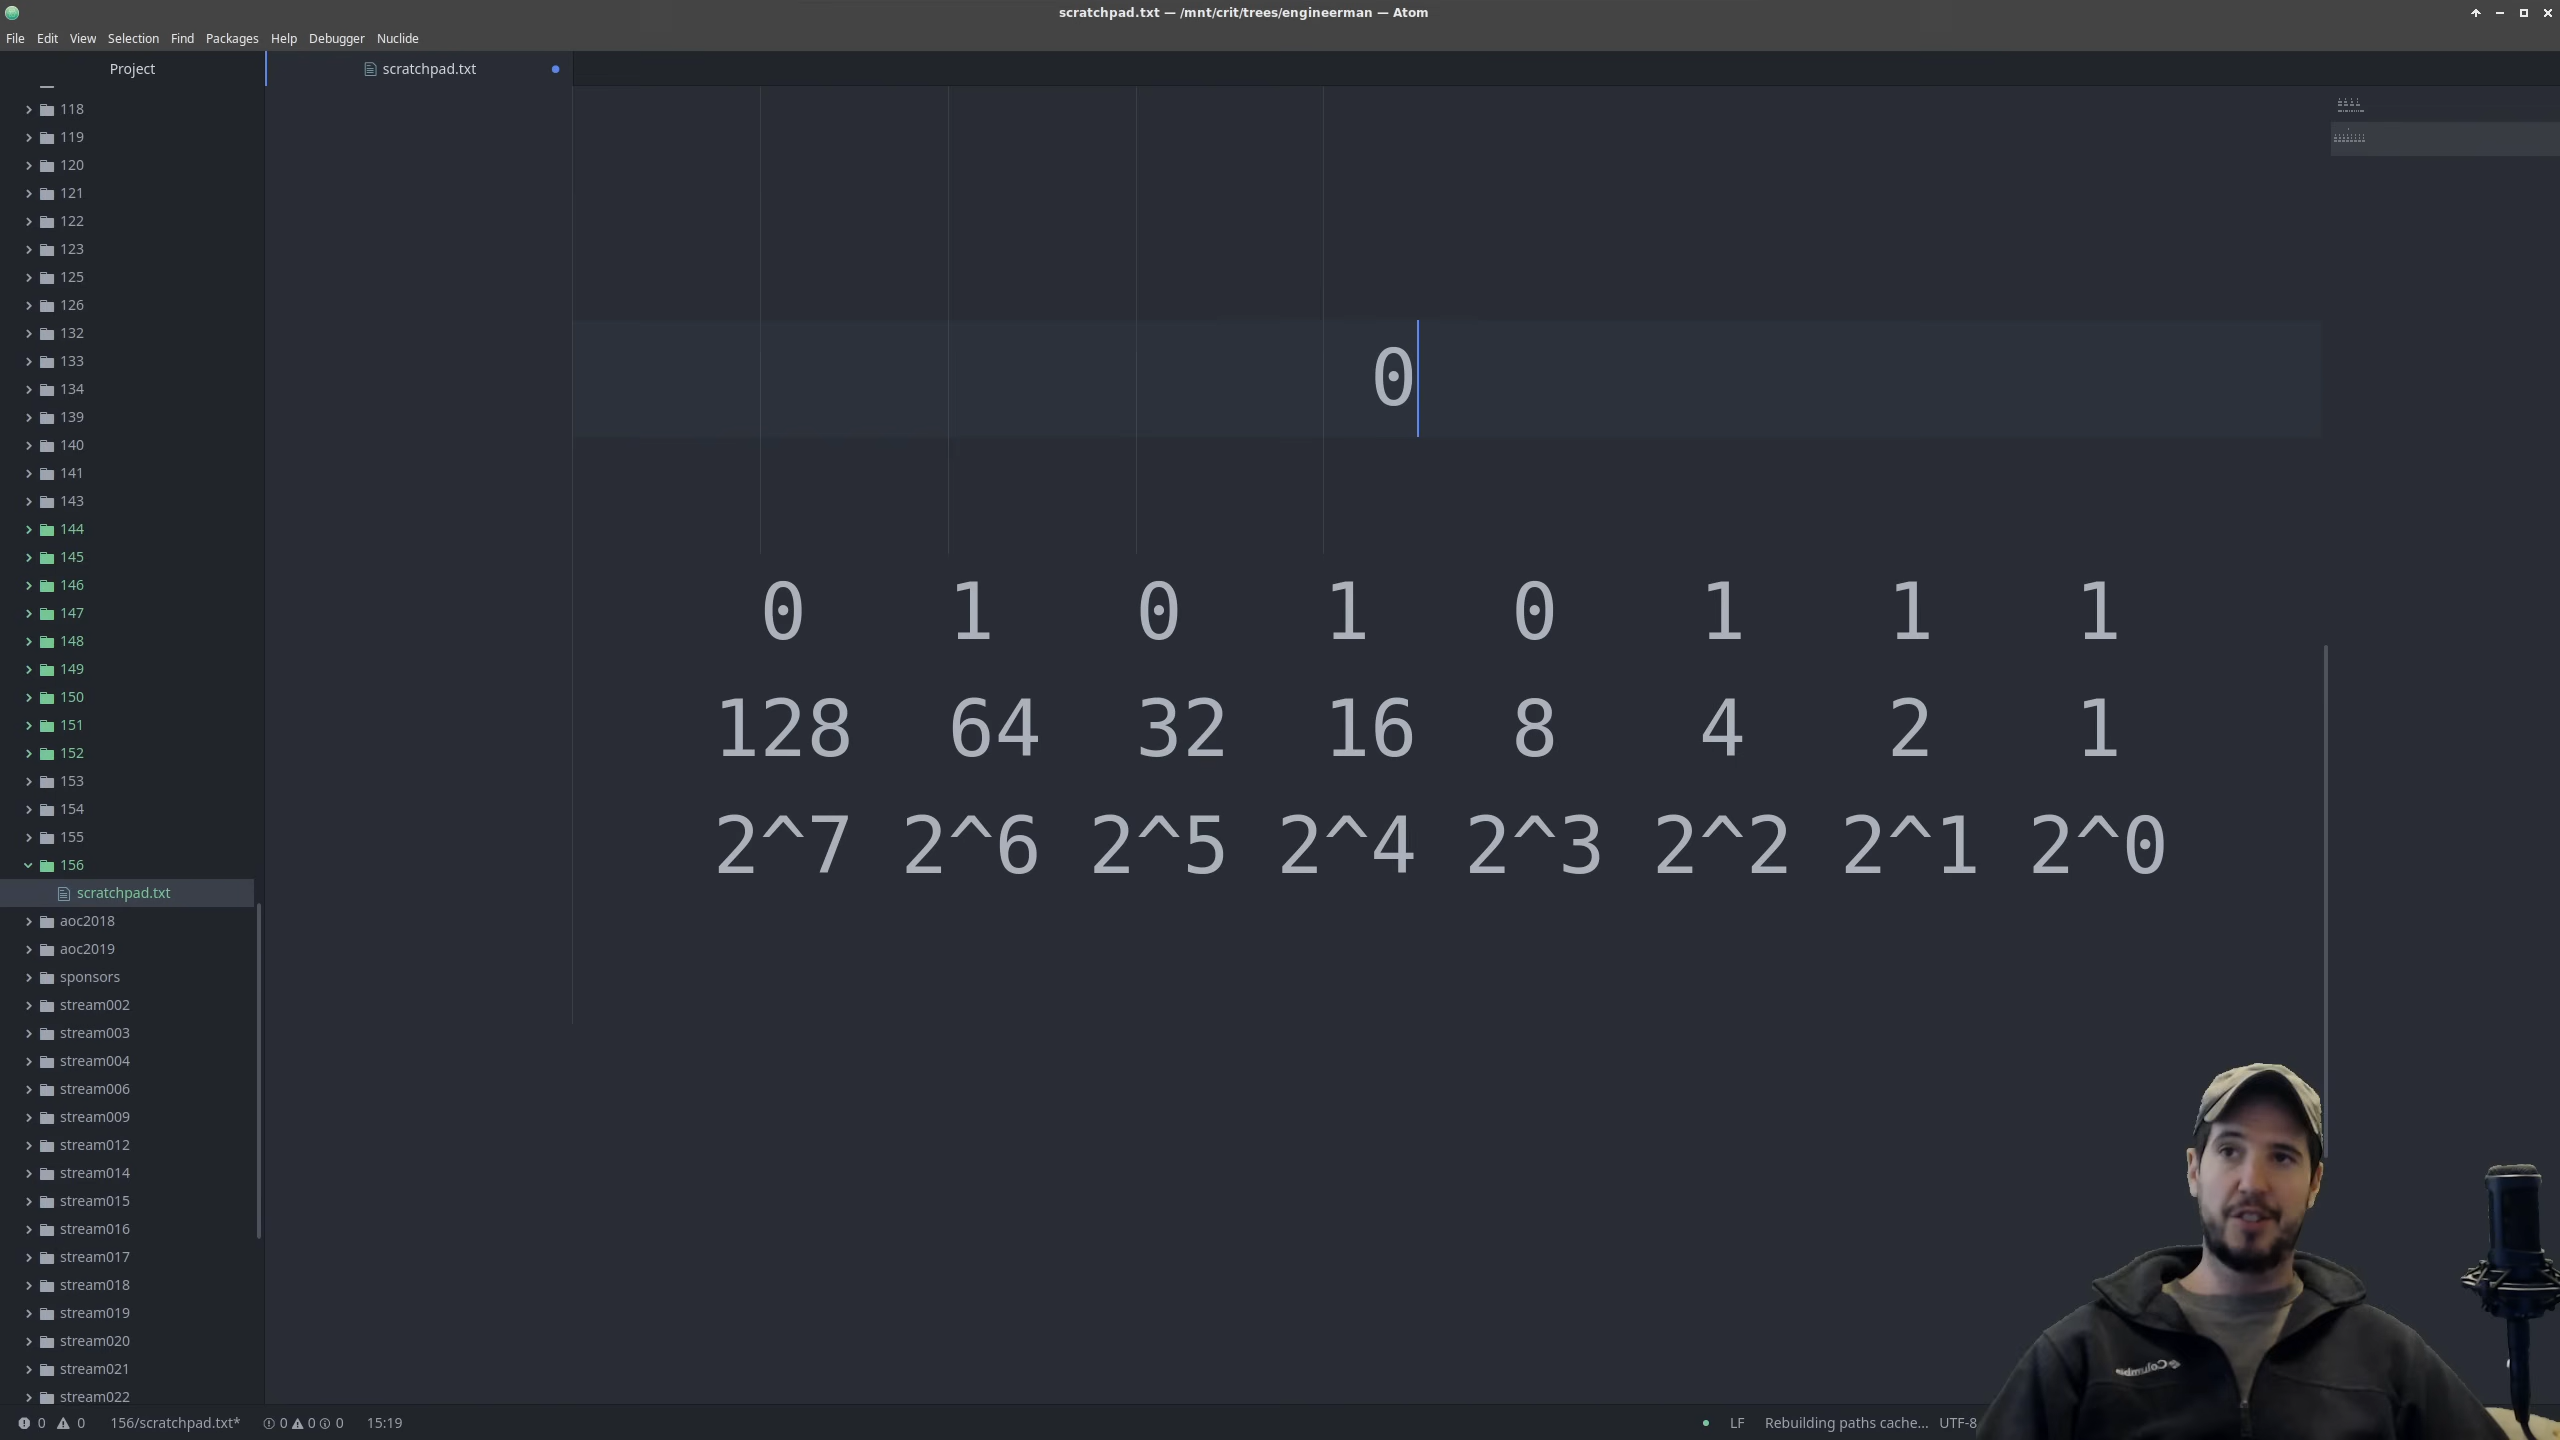 scratchpad.txt — /mnt/crit/trees/engineerman — Atom
File Edit View Selection Find Packages Help Debugger Nuclide
Project
scratchpad.txt
118
119
120
121
122
123
125
126
132
133
134
139
140
141
143
144
145
146
147
148
149
150
151
152
153
154
155
156
scratchpad.txt
aoc2018
aoc2019
sponsors
stream002
stream003
stream004
stream006
stream009
stream012
stream014
stream015
stream016
stream017
stream018
stream019
stream020
stream021
stream022
0
0 1 0 1 0 1 1 1
128 64 32 16 8 4 2 1
2^7 2^6 2^5 2^4 2^3 2^2 2^1 2^0
Columbia
0 0 156/scratchpad.txt* 0 0 0 15:19 LF Rebuilding paths cache... UTF-8